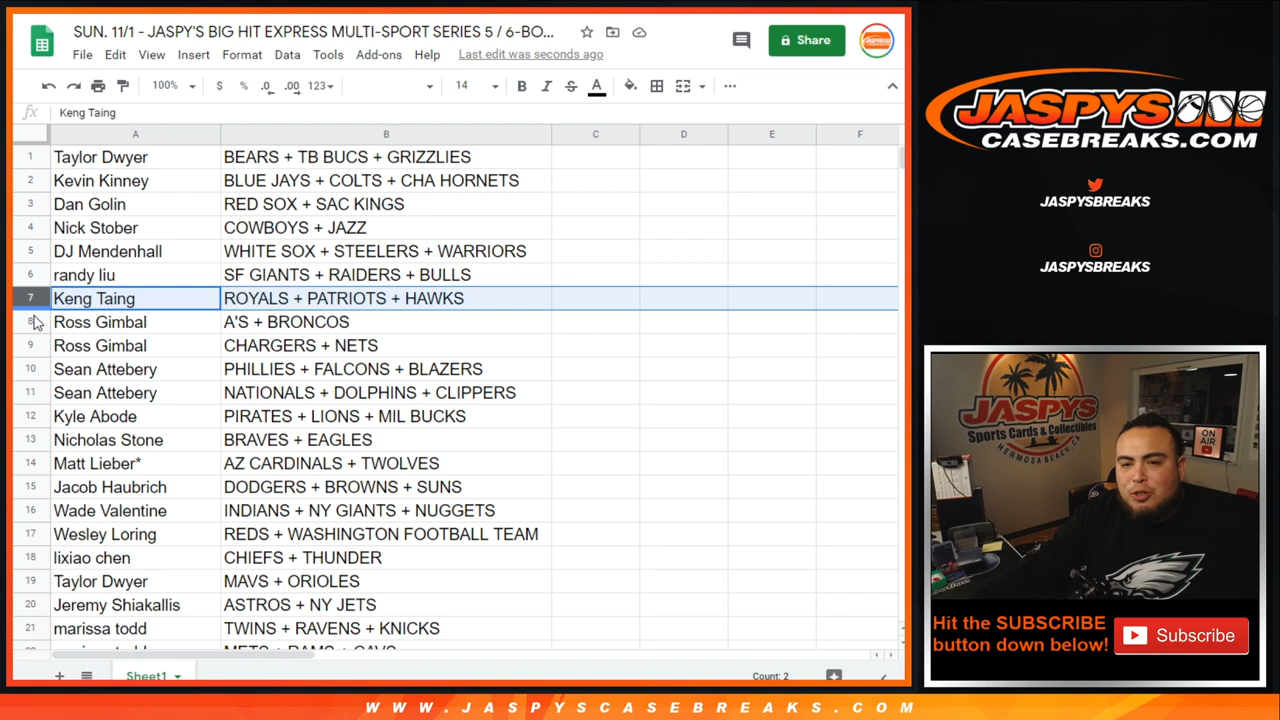 SUN. 11/1 - JASPY'S BIG HIT EXPRESS MULTI-SPORT SERIES 5 / 6-BO...
File Edit View Insert Format Data Tools Add-ons Help Last edit was seconds ago
Share
100% $ % .0 .00 123 14 B I S A
fx Keng Taing
A B C D E F
1 Taylor Dwyer BEARS + TB BUCS + GRIZZLIES
2 Kevin Kinney BLUE JAYS + COLTS + CHA HORNETS
3 Dan Golin RED SOX + SAC KINGS
4 Nick Stober COWBOYS + JAZZ
5 DJ Mendenhall WHITE SOX + STEELERS + WARRIORS
6 randy liu SF GIANTS + RAIDERS + BULLS
7 Keng Taing ROYALS + PATRIOTS + HAWKS
8 Ross Gimbal A'S + BRONCOS
9 Ross Gimbal CHARGERS + NETS
10 Sean Attebery PHILLIES + FALCONS + BLAZERS
11 Sean Attebery NATIONALS + DOLPHINS + CLIPPERS
12 Kyle Abode PIRATES + LIONS + MIL BUCKS
13 Nicholas Stone BRAVES + EAGLES
14 Matt Lieber* AZ CARDINALS + TWOLVES
15 Jacob Haubrich DODGERS + BROWNS + SUNS
16 Wade Valentine INDIANS + NY GIANTS + NUGGETS
17 Wesley Loring REDS + WASHINGTON FOOTBALL TEAM
18 lixiao chen CHIEFS + THUNDER
19 Taylor Dwyer MAVS + ORIOLES
20 Jeremy Shiakallis ASTROS + NY JETS
21 marissa todd TWINS + RAVENS + KNICKS
METS + RAMS + CAVS
Sheet1
Count: 2
JASPYS
CASEBREAKS.COM
JASPYSBREAKS
JASPYSBREAKS
JASPYS
Sports Cards & Collectibles
HERMOSA BEACH, CA
ON AIR
Hit the SUBSCRIBE
button down below!
Subscribe
WWW.JASPYSCASEBREAKS.COM